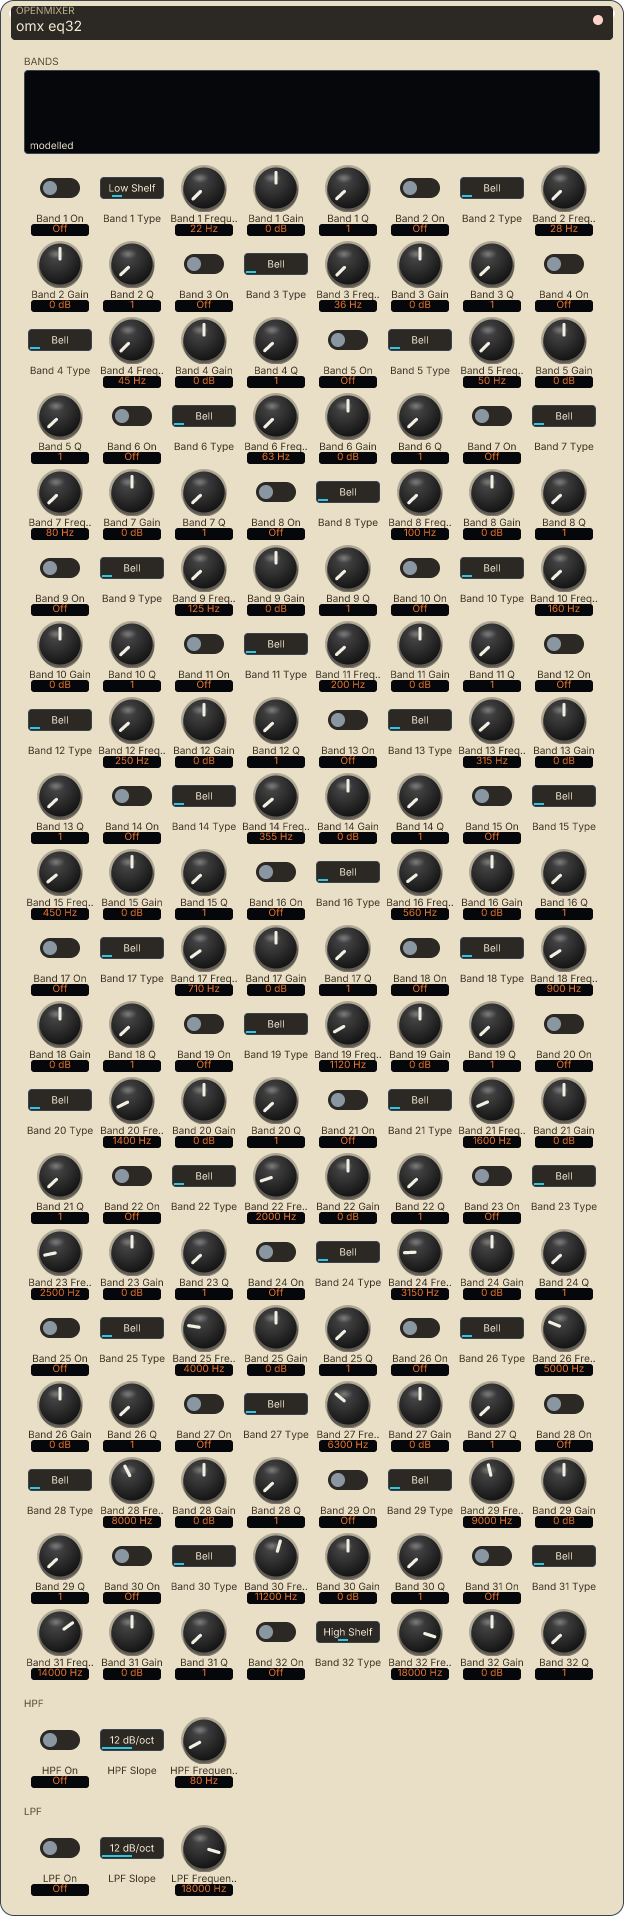 OPENMIXER
omx eq32
BANDS
modelled
Low Shelf Bell
Band 1 On Band 1 Type Band 1 Frequ.. Band 1 Gain Band 1 Q Band 2 On Band 2 Type Band 2 Freq..
Off 22 Hz 0 dB 1 Off 28 Hz
Bell
Band 2 Gain Band 2 Q Band 3 On Band 3 Type Band 3 Freq.. Band 3 Gain Band 3 Q Band 4 On
0 dB 1 Off 36 Hz 0 dB 1 Off
Bell Bell
Band 4 Type Band 4 Freq.. Band 4 Gain Band 4 Q Band 5 On Band 5 Type Band 5 Freq.. Band 5 Gain
45 Hz 0 dB 1 Off 50 Hz 0 dB
Bell Bell
Band 5 Q Band 6 On Band 6 Type Band 6 Freq.. Band 6 Gain Band 6 Q Band 7 On Band 7 Type
1 Off 63 Hz 0 dB 1 Off
Bell
Band 7 Freq.. Band 7 Gain Band 7 Q Band 8 On Band 8 Type Band 8 Freq.. Band 8 Gain Band 8 Q
80 Hz 0 dB 1 Off 100 Hz 0 dB 1
Bell Bell
Band 9 On Band 9 Type Band 9 Freq.. Band 9 Gain Band 9 Q Band 10 On Band 10 Type Band 10 Freq..
Off 125 Hz 0 dB 1 Off 160 Hz
Bell
Band 10 Gain Band 10 Q Band 11 On Band 11 Type Band 11 Freq.. Band 11 Gain Band 11 Q Band 12 On
0 dB 1 Off 200 Hz 0 dB 1 Off
Bell Bell
Band 12 Type Band 12 Freq.. Band 12 Gain Band 12 Q Band 13 On Band 13 Type Band 13 Freq.. Band 13 Gain
250 Hz 0 dB 1 Off 315 Hz 0 dB
Bell Bell
Band 13 Q Band 14 On Band 14 Type Band 14 Freq.. Band 14 Gain Band 14 Q Band 15 On Band 15 Type
1 Off 355 Hz 0 dB 1 Off
Bell
Band 15 Freq.. Band 15 Gain Band 15 Q Band 16 On Band 16 Type Band 16 Freq.. Band 16 Gain Band 16 Q
450 Hz 0 dB 1 Off 560 Hz 0 dB 1
Bell Bell
Band 17 On Band 17 Type Band 17 Freq.. Band 17 Gain Band 17 Q Band 18 On Band 18 Type Band 18 Freq..
Off 710 Hz 0 dB 1 Off 900 Hz
Bell
Band 18 Gain Band 18 Q Band 19 On Band 19 Type Band 19 Freq.. Band 19 Gain Band 19 Q Band 20 On
0 dB 1 Off 1120 Hz 0 dB 1 Off
Bell Bell
Band 20 Type Band 20 Fre.. Band 20 Gain Band 20 Q Band 21 On Band 21 Type Band 21 Freq.. Band 21 Gain
1400 Hz 0 dB 1 Off 1600 Hz 0 dB
Bell Bell
Band 21 Q Band 22 On Band 22 Type Band 22 Fre.. Band 22 Gain Band 22 Q Band 23 On Band 23 Type
1 Off 2000 Hz 0 dB 1 Off
Bell
Band 23 Fre.. Band 23 Gain Band 23 Q Band 24 On Band 24 Type Band 24 Fre.. Band 24 Gain Band 24 Q
2500 Hz 0 dB 1 Off 3150 Hz 0 dB 1
Bell Bell
Band 25 On Band 25 Type Band 25 Fre.. Band 25 Gain Band 25 Q Band 26 On Band 26 Type Band 26 Fre..
Off 4000 Hz 0 dB 1 Off 5000 Hz
Bell
Band 26 Gain Band 26 Q Band 27 On Band 27 Type Band 27 Fre.. Band 27 Gain Band 27 Q Band 28 On
0 dB 1 Off 6300 Hz 0 dB 1 Off
Bell Bell
Band 28 Type Band 28 Fre.. Band 28 Gain Band 28 Q Band 29 On Band 29 Type Band 29 Fre.. Band 29 Gain
8000 Hz 0 dB 1 Off 9000 Hz 0 dB
Bell Bell
Band 29 Q Band 30 On Band 30 Type Band 30 Fre.. Band 30 Gain Band 30 Q Band 31 On Band 31 Type
1 Off 11200 Hz 0 dB 1 Off
High Shelf
Band 31 Freq.. Band 31 Gain Band 31 Q Band 32 On Band 32 Type Band 32 Fre.. Band 32 Gain Band 32 Q
14000 Hz 0 dB 1 Off 18000 Hz 0 dB 1
HPF
12 dB/oct
HPF On HPF Slope HPF Frequen..
Off 80 Hz
LPF
12 dB/oct
LPF On LPF Slope LPF Frequen..
Off 18000 Hz